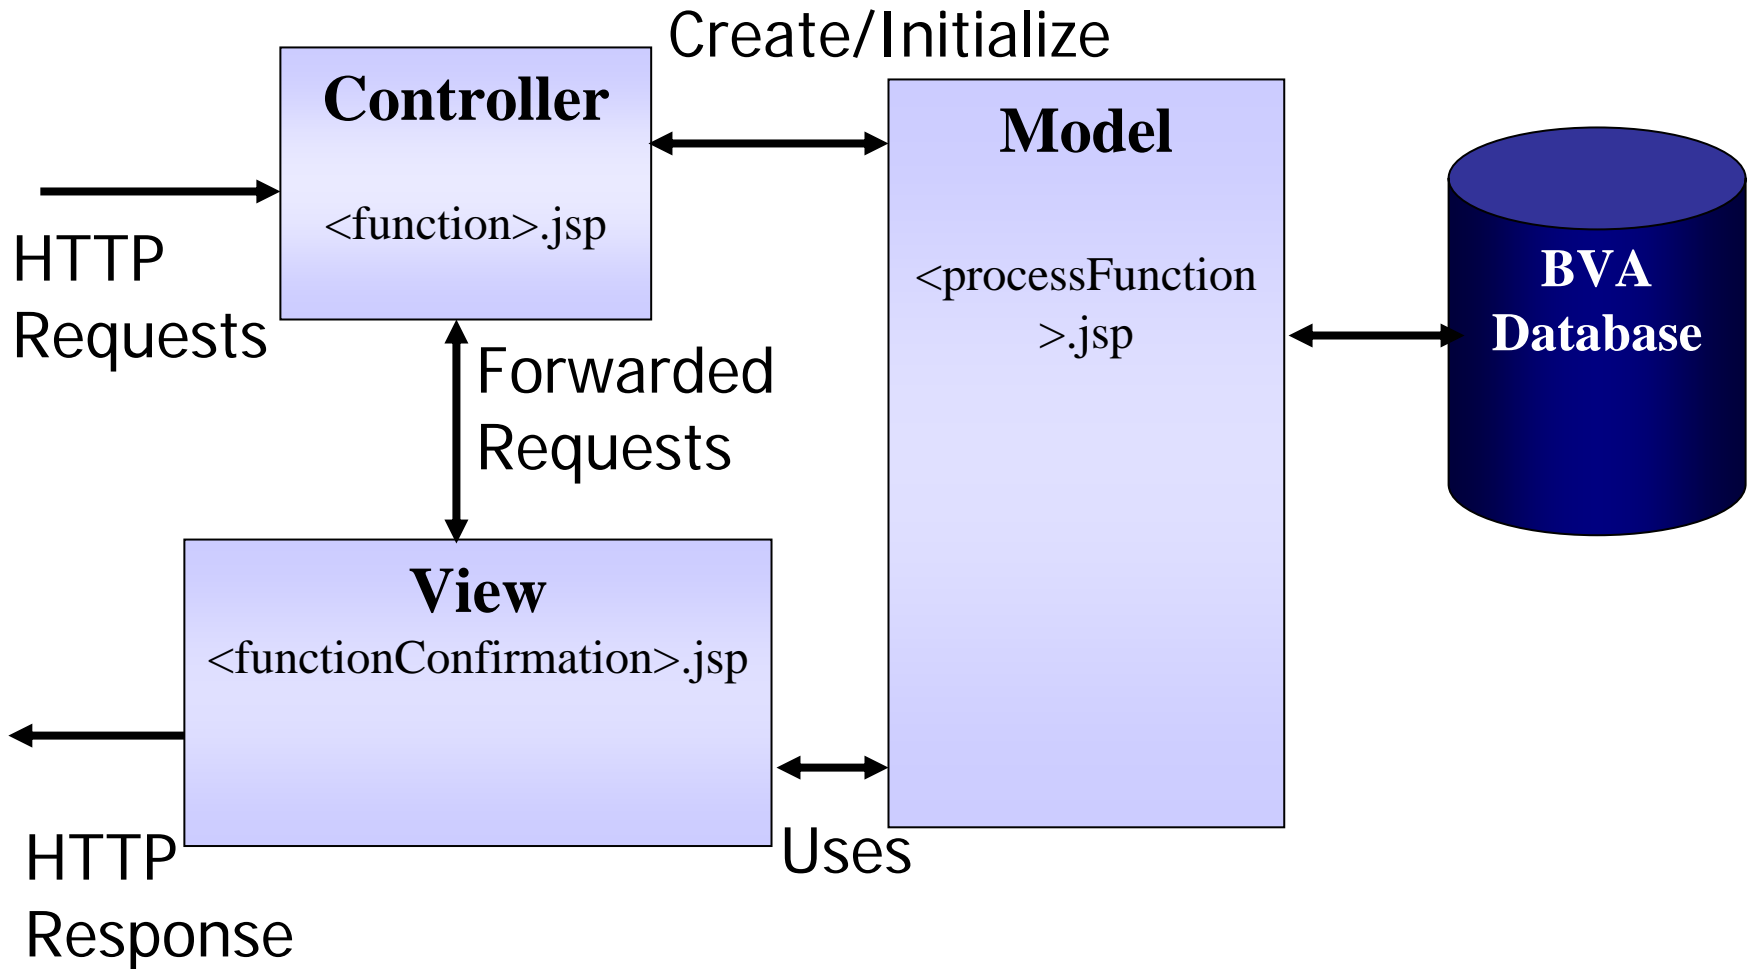 Create/Initialize
Controller
<function>.jsp
Model
<processFunction
>.jsp
BVA
Database
HTTP
Requests
Forwarded
Requests
View
<functionConfirmation>.jsp
Uses
HTTP
Response